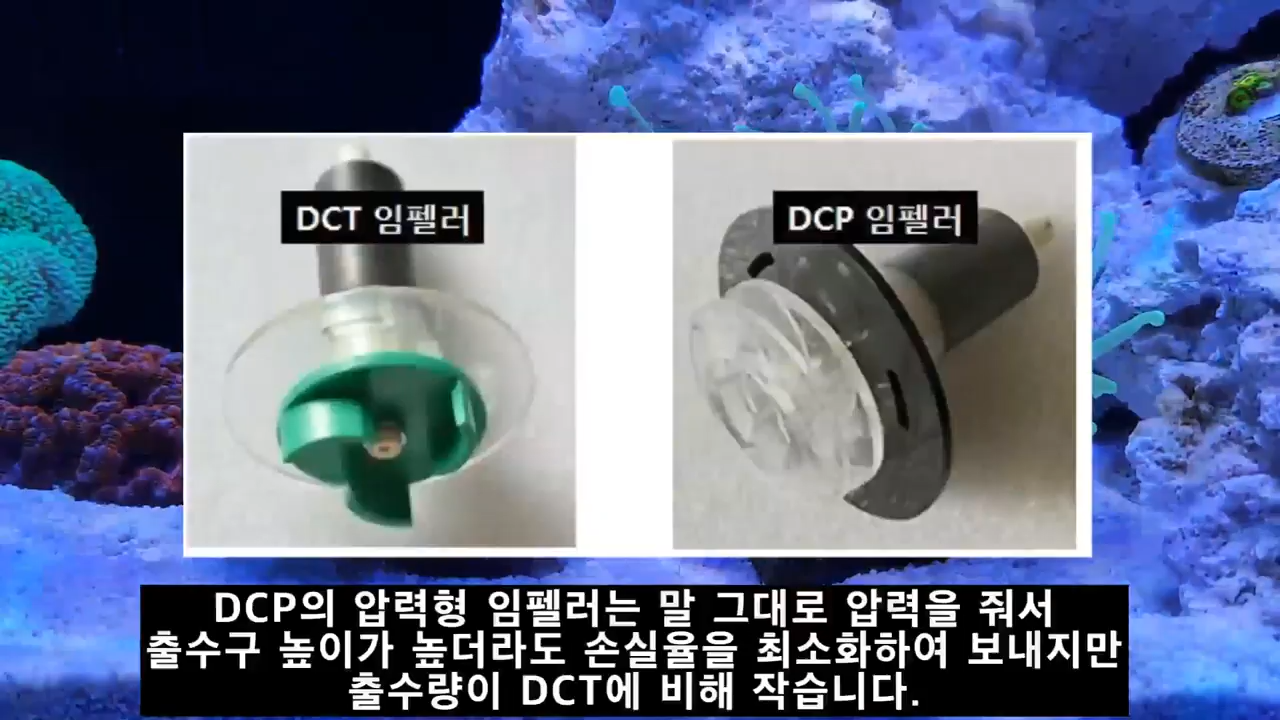 DCT 임펠러
DCP 임펠러
DCP의 압력형 임펠러는 말 그대로 압력을 줘서
출수구 높이가 높더라도 손실율을 최소화하여 보내지만
출수량이 DCT에 비해 작습니다.